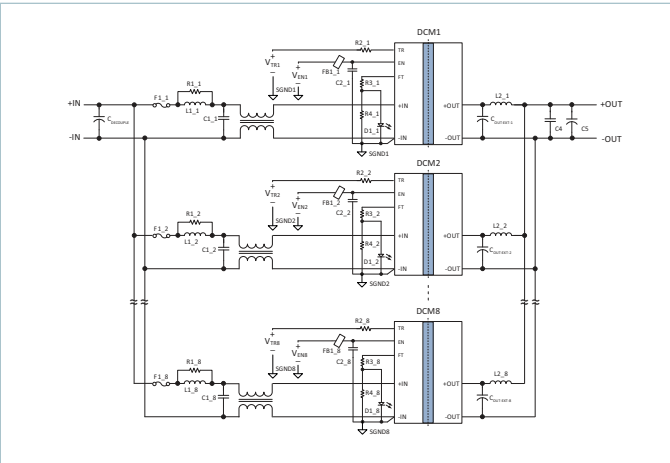 DCM1
R2_1
TR
+
V_TR1
–
+
V_EN1
–
FB1_1
EN
SGND1
C2_1
FT
R3_1
R1_1
F1_1
L1_1
+IN
C_DECOUPLE
C1_1
+IN
+OUT
L2_1
+OUT
R4_1
C_OUT-EXT-1
C4
C5
D1_1
-IN
-IN
-OUT
-OUT
SGND1
DCM2
R2_2
TR
+
V_TR2
–
+
V_EN2
–
FB1_2
EN
SGND2
C2_2
FT
R3_2
R1_2
F1_2
L1_2
C1_2
+IN
+OUT
L2_2
R4_2
C_OUT-EXT-2
D1_2
-IN
-OUT
SGND2
DCM8
R2_8
TR
+
V_TR8
–
+
V_EN8
–
FB1_8
EN
SGND8
C2_8
FT
R3_8
R1_8
F1_8
L1_8
C1_8
+IN
+OUT
L2_8
R4_8
C_OUT-EXT-8
D1_8
-IN
-OUT
SGND8